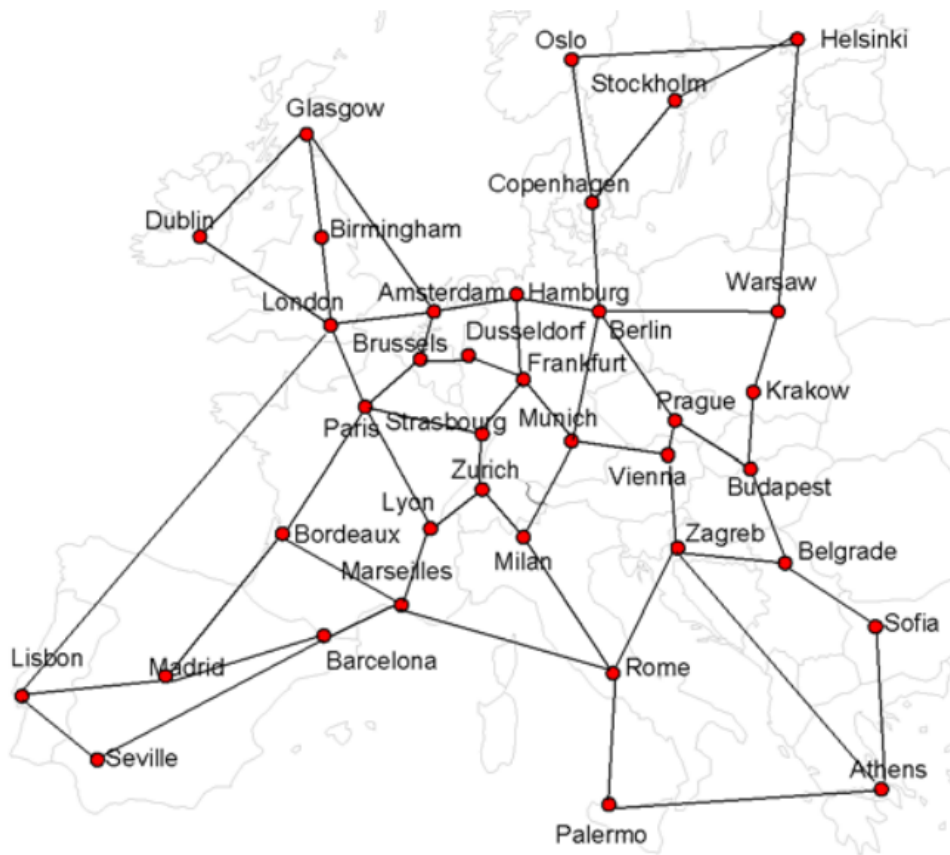 Oslo
Helsinki
Stockholm
Glasgow
Copenhagen
Dublin
Birmingham
Warsaw
London
Amsterdam
Hamburg
Berlin
Dusseldorf
Brussels
Frankfurt
Krakow
Prague
Paris
Strasbourg
Munich
Zurich
Vienna
Budapest
Lyon
Bordeaux
Zagreb
Milan
Belgrade
Marseilles
Sofia
Lisbon
Madrid
Barcelona
Rome
Seville
Athens
Palermo